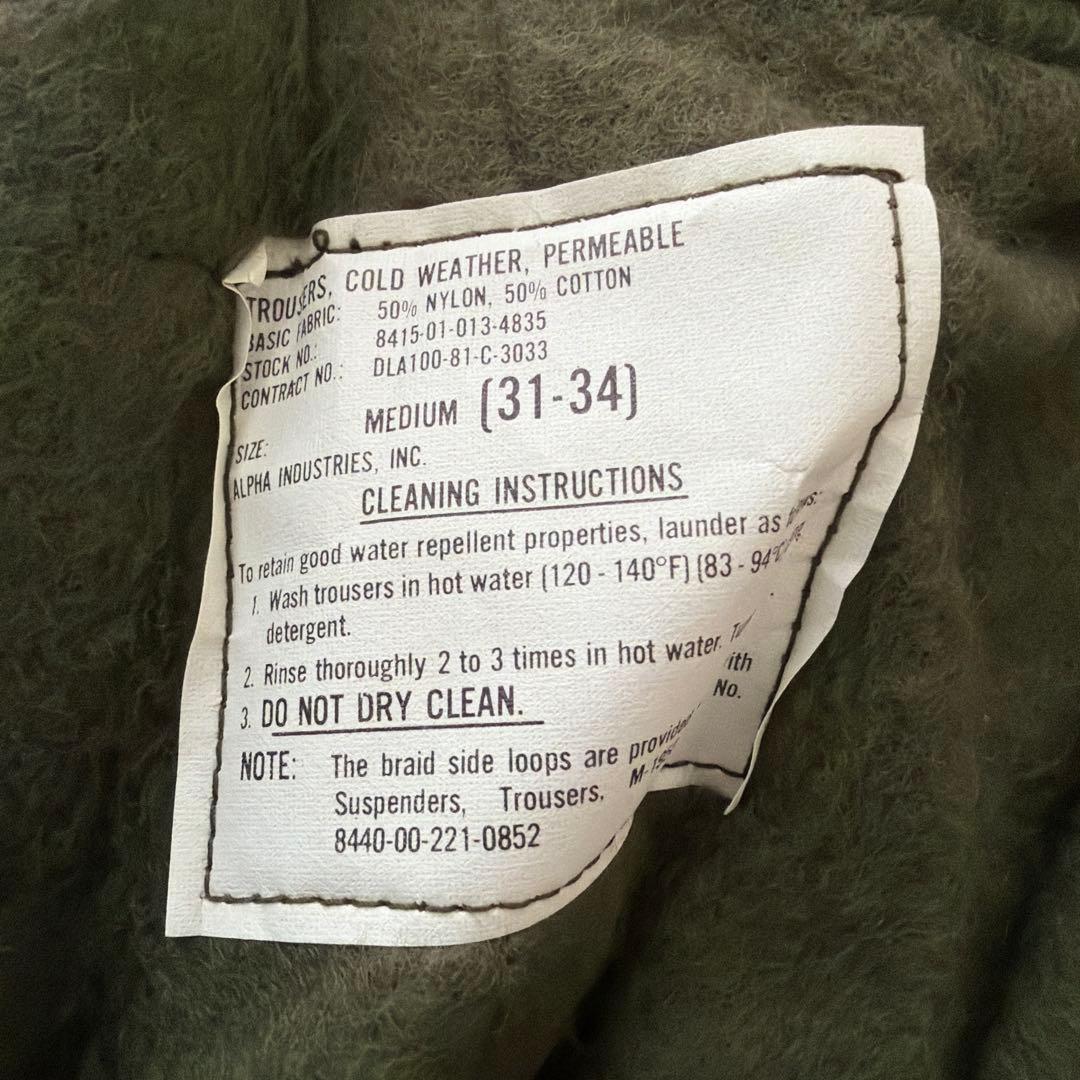 TROUSERS, COLD WEATHER, PERMEABLE
BASIC FABRIC: 50% NYLON, 50% COTTON
STOCK NO.: 8415-01-013-4835
CONTRACT NO.: DLA100-81-C-3033
SIZE: MEDIUM (31-34)
ALPHA INDUSTRIES, INC.
CLEANING INSTRUCTIONS
To retain good water repellent properties, launder as
1. Wash trousers in hot water (120 - 140°F) (83 - 94°C)
detergent.
2. Rinse thoroughly 2 to 3 times in hot water.
3. DO NOT DRY CLEAN.
NOTE: The braid side loops are provided
Suspenders, Trousers, No.
8440-00-221-0852